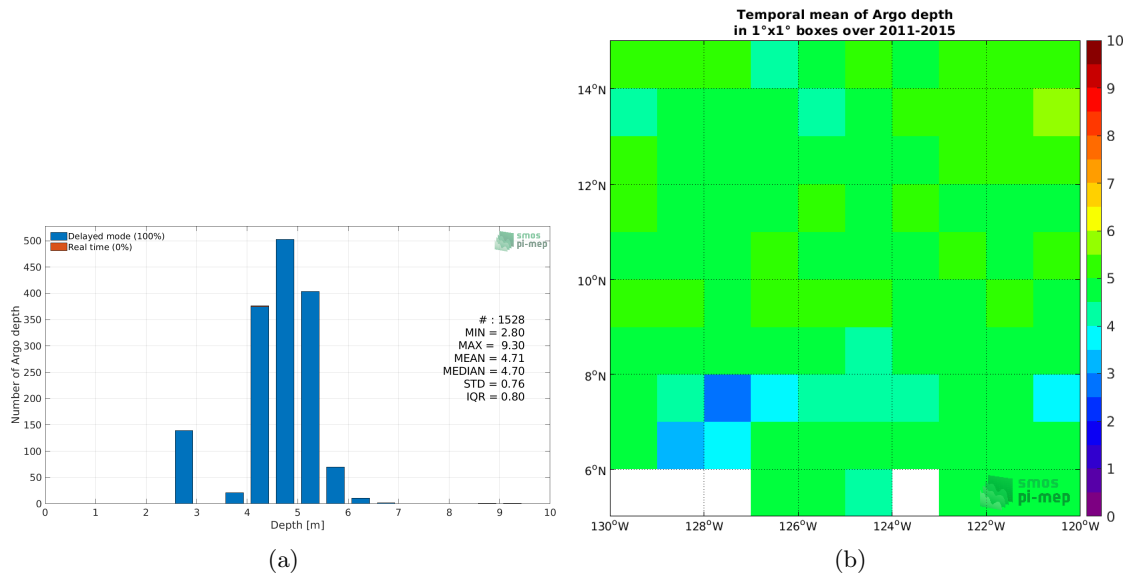 Delayed mode (100%)
Real time (0%)
smos
pi-mep
# : 1528
MIN = 2.80
MAX = 9.30
MEAN = 4.71
MEDIAN = 4.70
STD = 0.76
IQR = 0.80
Number of Argo depth
500
450
400
350
300
250
200
150
100
50
0
0 1 2 3 4 5 6 7 8 9 10
Depth [m]
(a)
Temporal mean of Argo depth
in 1°x1° boxes over 2011-2015
14°N
12°N
10°N
8°N
6°N
130°W 128°W 126°W 124°W 122°W 120°W
smos
pi-mep
10
9
8
7
6
5
4
3
2
1
0
(b)